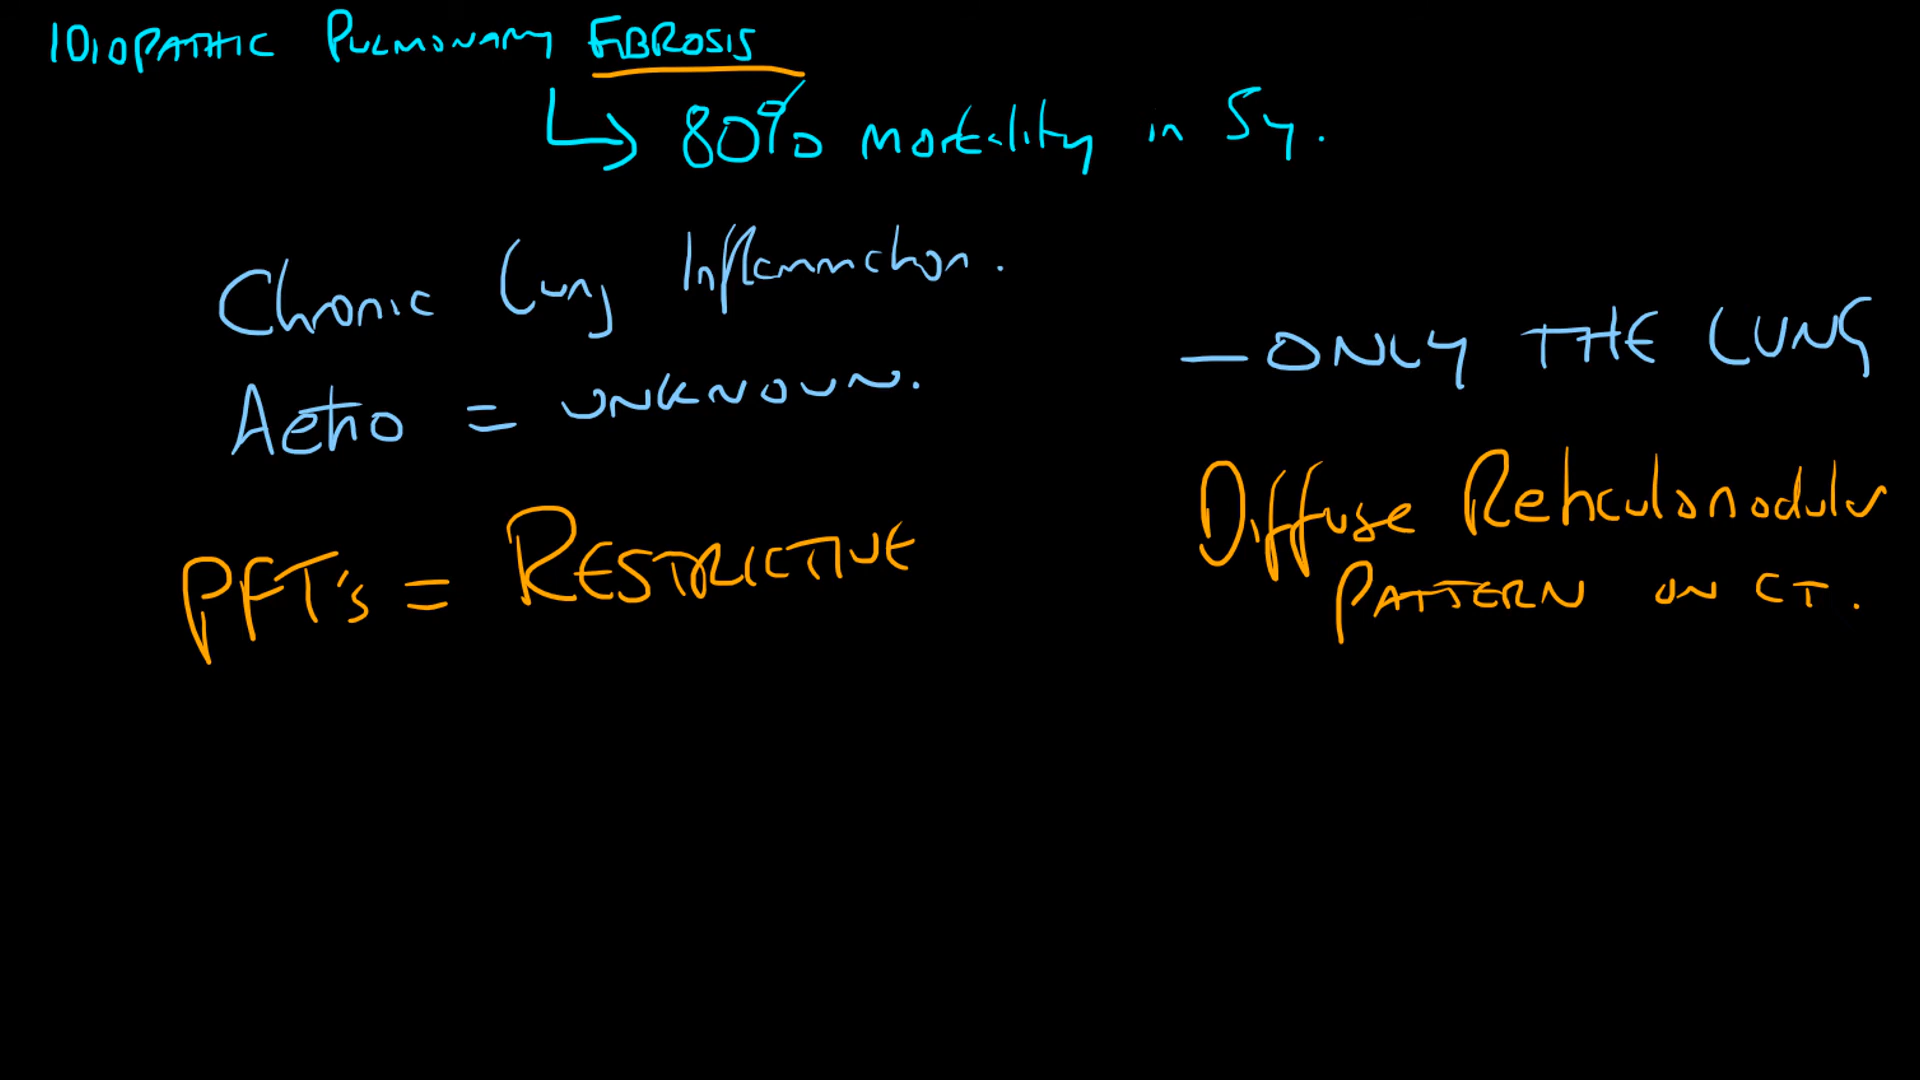 IDIOPATHIC PULMONARY FIBROSIS
80% mortality in 5y.
Chronic Lung Inflammation.
- ONLY THE LUNG
Aetio = UNKNOWN.
Diffuse Reticulonodular
PFT's = RESTRICTIVE
PATTERN ON CT.